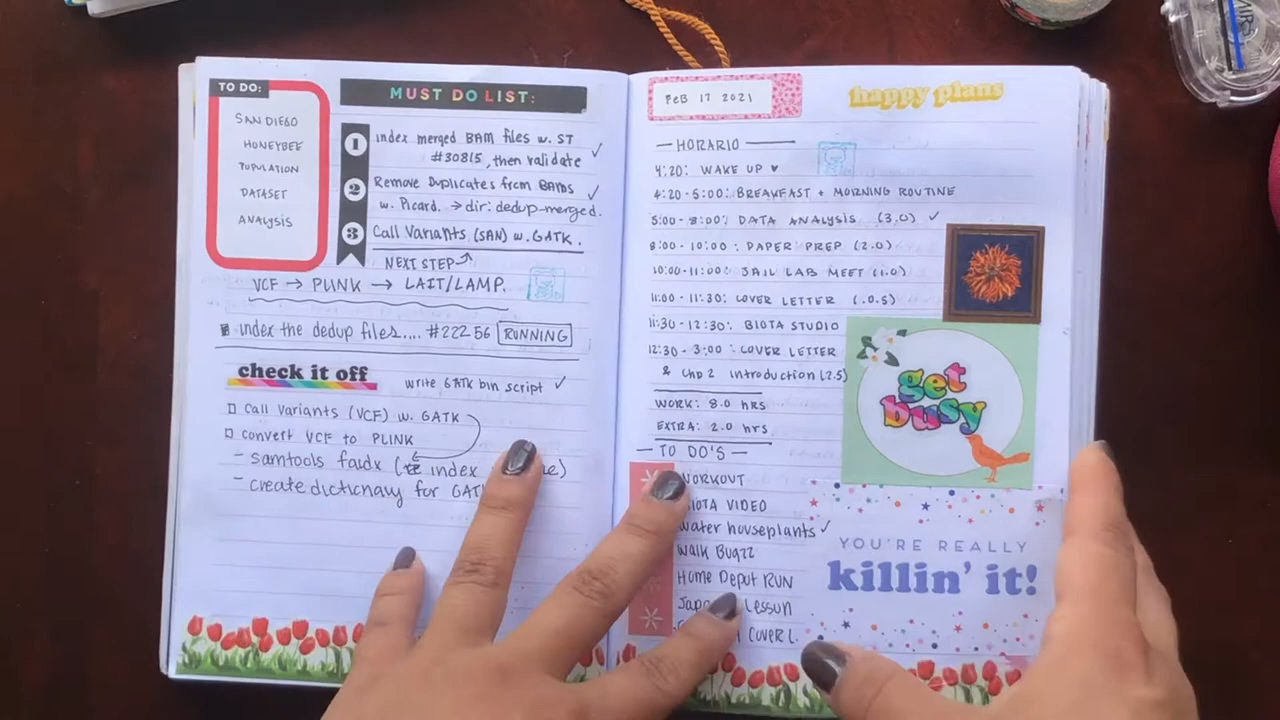 TO DO:
SAN DIEGO
HONEYBEE
POPULATION
DATASET
ANALYSIS
MUST DO LIST:
1 Index merged BAM files w. ST ✓
#30815, then validate
2 Remove Duplicates from BAMs ✓
w. Picard. → dir: dedup-merged.
3 Call Variants (SAN) w. GATK.
NEXT STEP
VCF → PLINK → LAIT/LAMP.
Index the dedup files.... #22256 RUNNING
check it off
write GATK bin script ✓
☐ Call Variants (VCF) w. GATK
☐ convert VCF to PLINK
- samtools faidx ( index
- create dictionary for
FEB 17 2021
happy plans
— HORARIO —
4:20: WAKE UP ♥
4:20 - 5:00: BREAKFAST + MORNING ROUTINE
5:00 - 8:00: DATA ANALYSIS (3.0) ✓
8:00 - 10:00: PAPER PREP (2.0)
10:00 - 11:00: JAIL LAB MEET (1.0)
11:00 - 11:30: COVER LETTER (.0.5)
11:30 - 12:30: BIOTA STUDIO
12:30 - 3:00: COVER LETTER
& Chp 2 introduction (2.5)
WORK: 8.0 hrs
EXTRA: 2.0 hrs
— TO DO'S —
WORKOUT
BIOTA VIDEO
Water houseplants ✓
Walk Bugzz
Home Depot RUN
Lesson
COVER L.
get
busy
YOU'RE REALLY
killin' it!